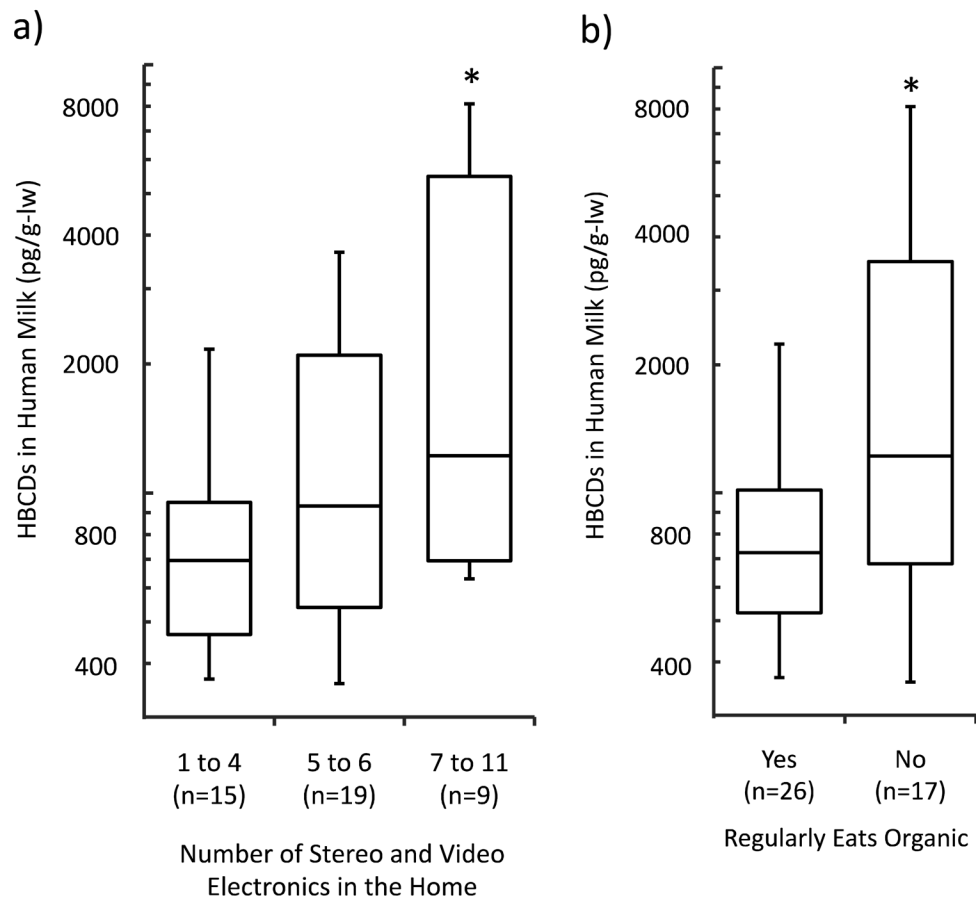 a)
HBCDs in Human Milk (pg/g-lw)
8000
4000
2000
800
400
*
1 to 4
(n=15)
5 to 6
(n=19)
7 to 11
(n=9)
Number of Stereo and Video
Electronics in the Home
b)
HBCDs in Human Milk (pg/g-lw)
8000
4000
2000
800
400
*
Yes
(n=26)
No
(n=17)
Regularly Eats Organic